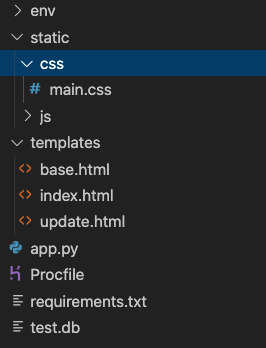 env
static
css
main.css
js
templates
base.html
index.html
update.html
app.py
Procfile
requirements.txt
test.db